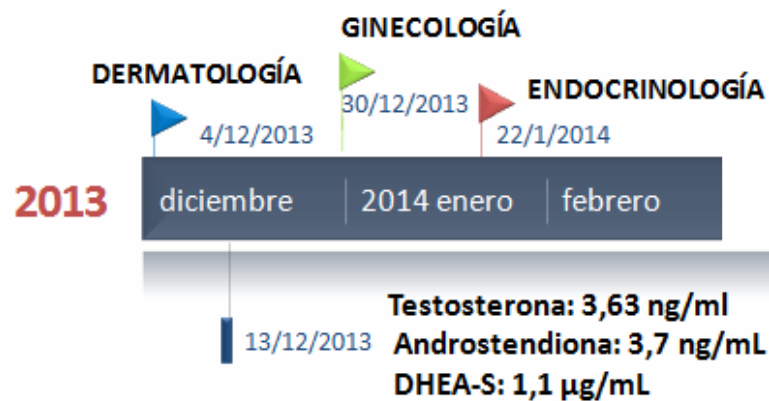 GINECOLOGÍA
DERMATOLOGÍA
30/12/2013
ENDOCRINOLOGÍA
4/12/2013
22/1/2014
2013
diciembre
2014 enero
febrero
Testosterona: 3,63 ng/ml
13/12/2013
Androstendiona: 3,7 ng/mL
DHEA-S: 1,1 µg/mL